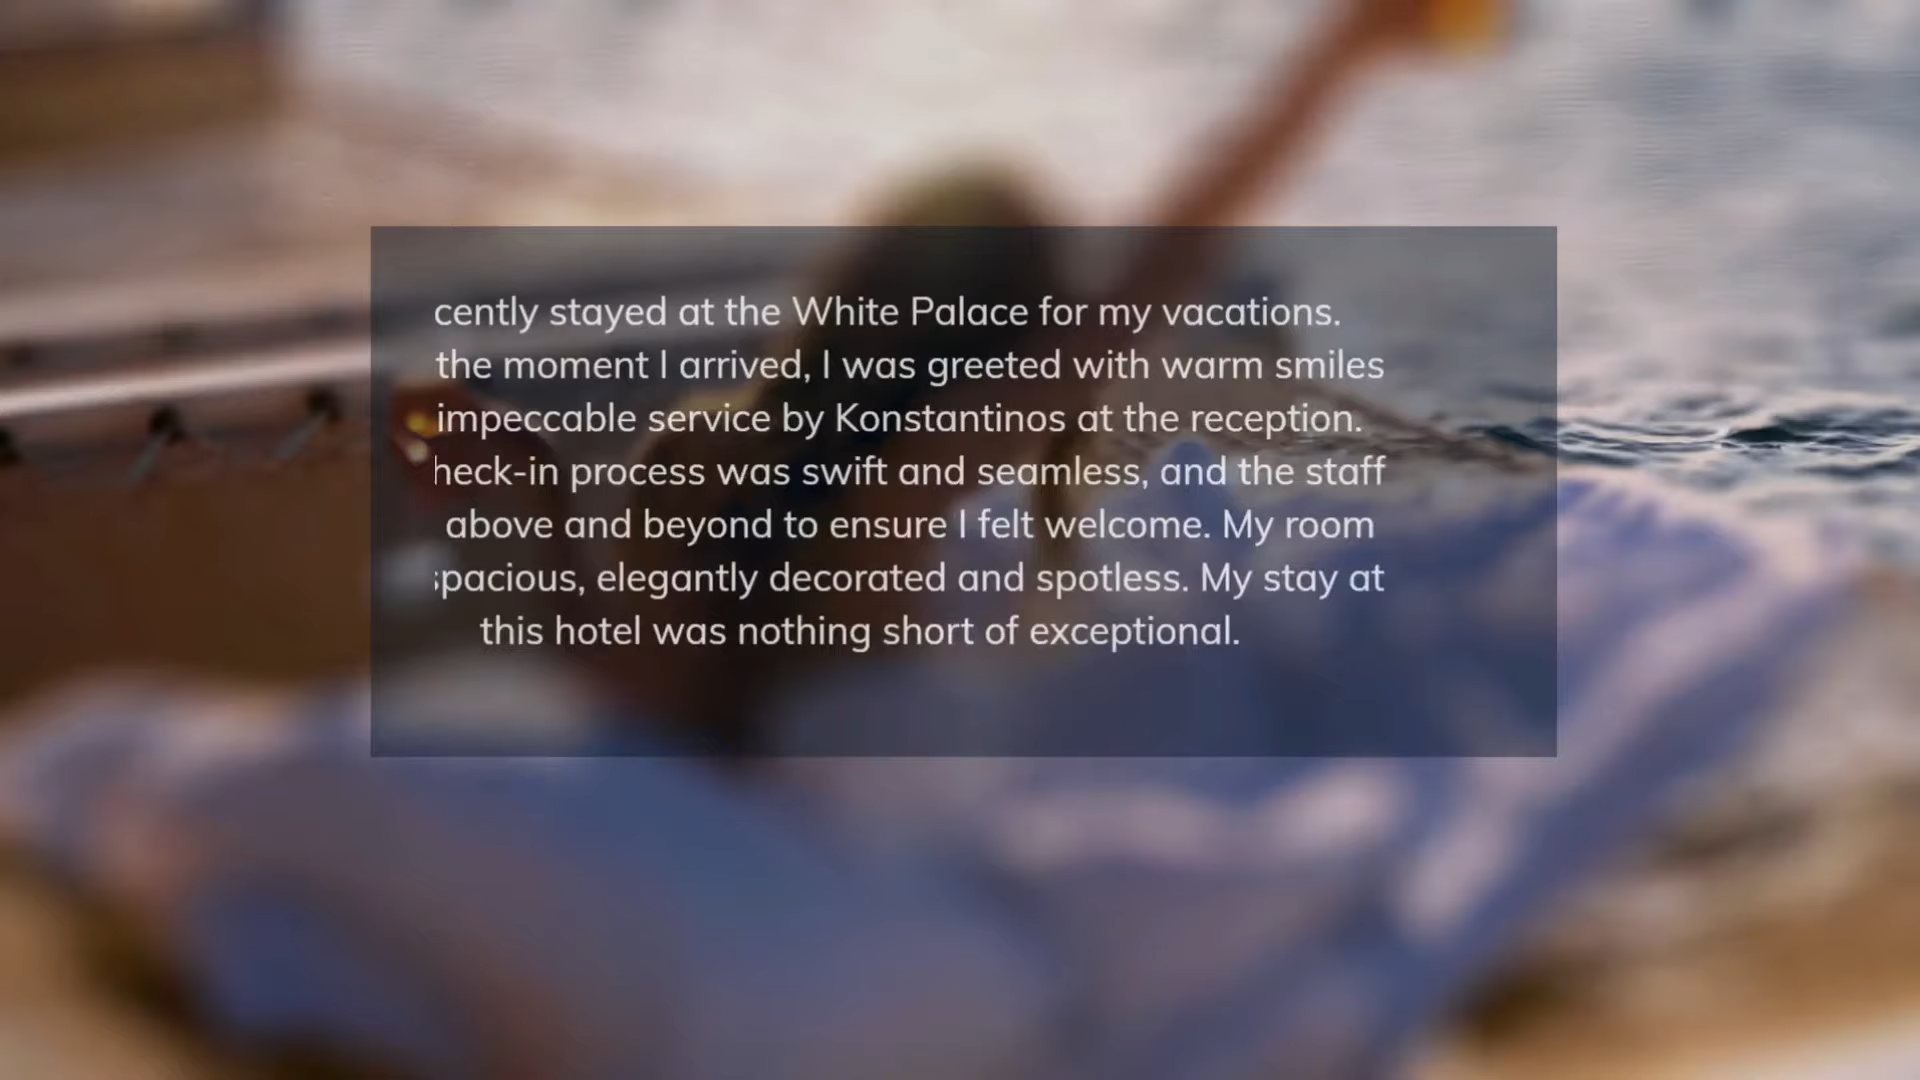 cently stayed at the White Palace for my vacations.
the moment I arrived, I was greeted with warm smiles
impeccable service by Konstantinos at the reception.
heck-in process was swift and seamless, and the staff
above and beyond to ensure I felt welcome. My room
spacious, elegantly decorated and spotless. My stay at
this hotel was nothing short of exceptional.